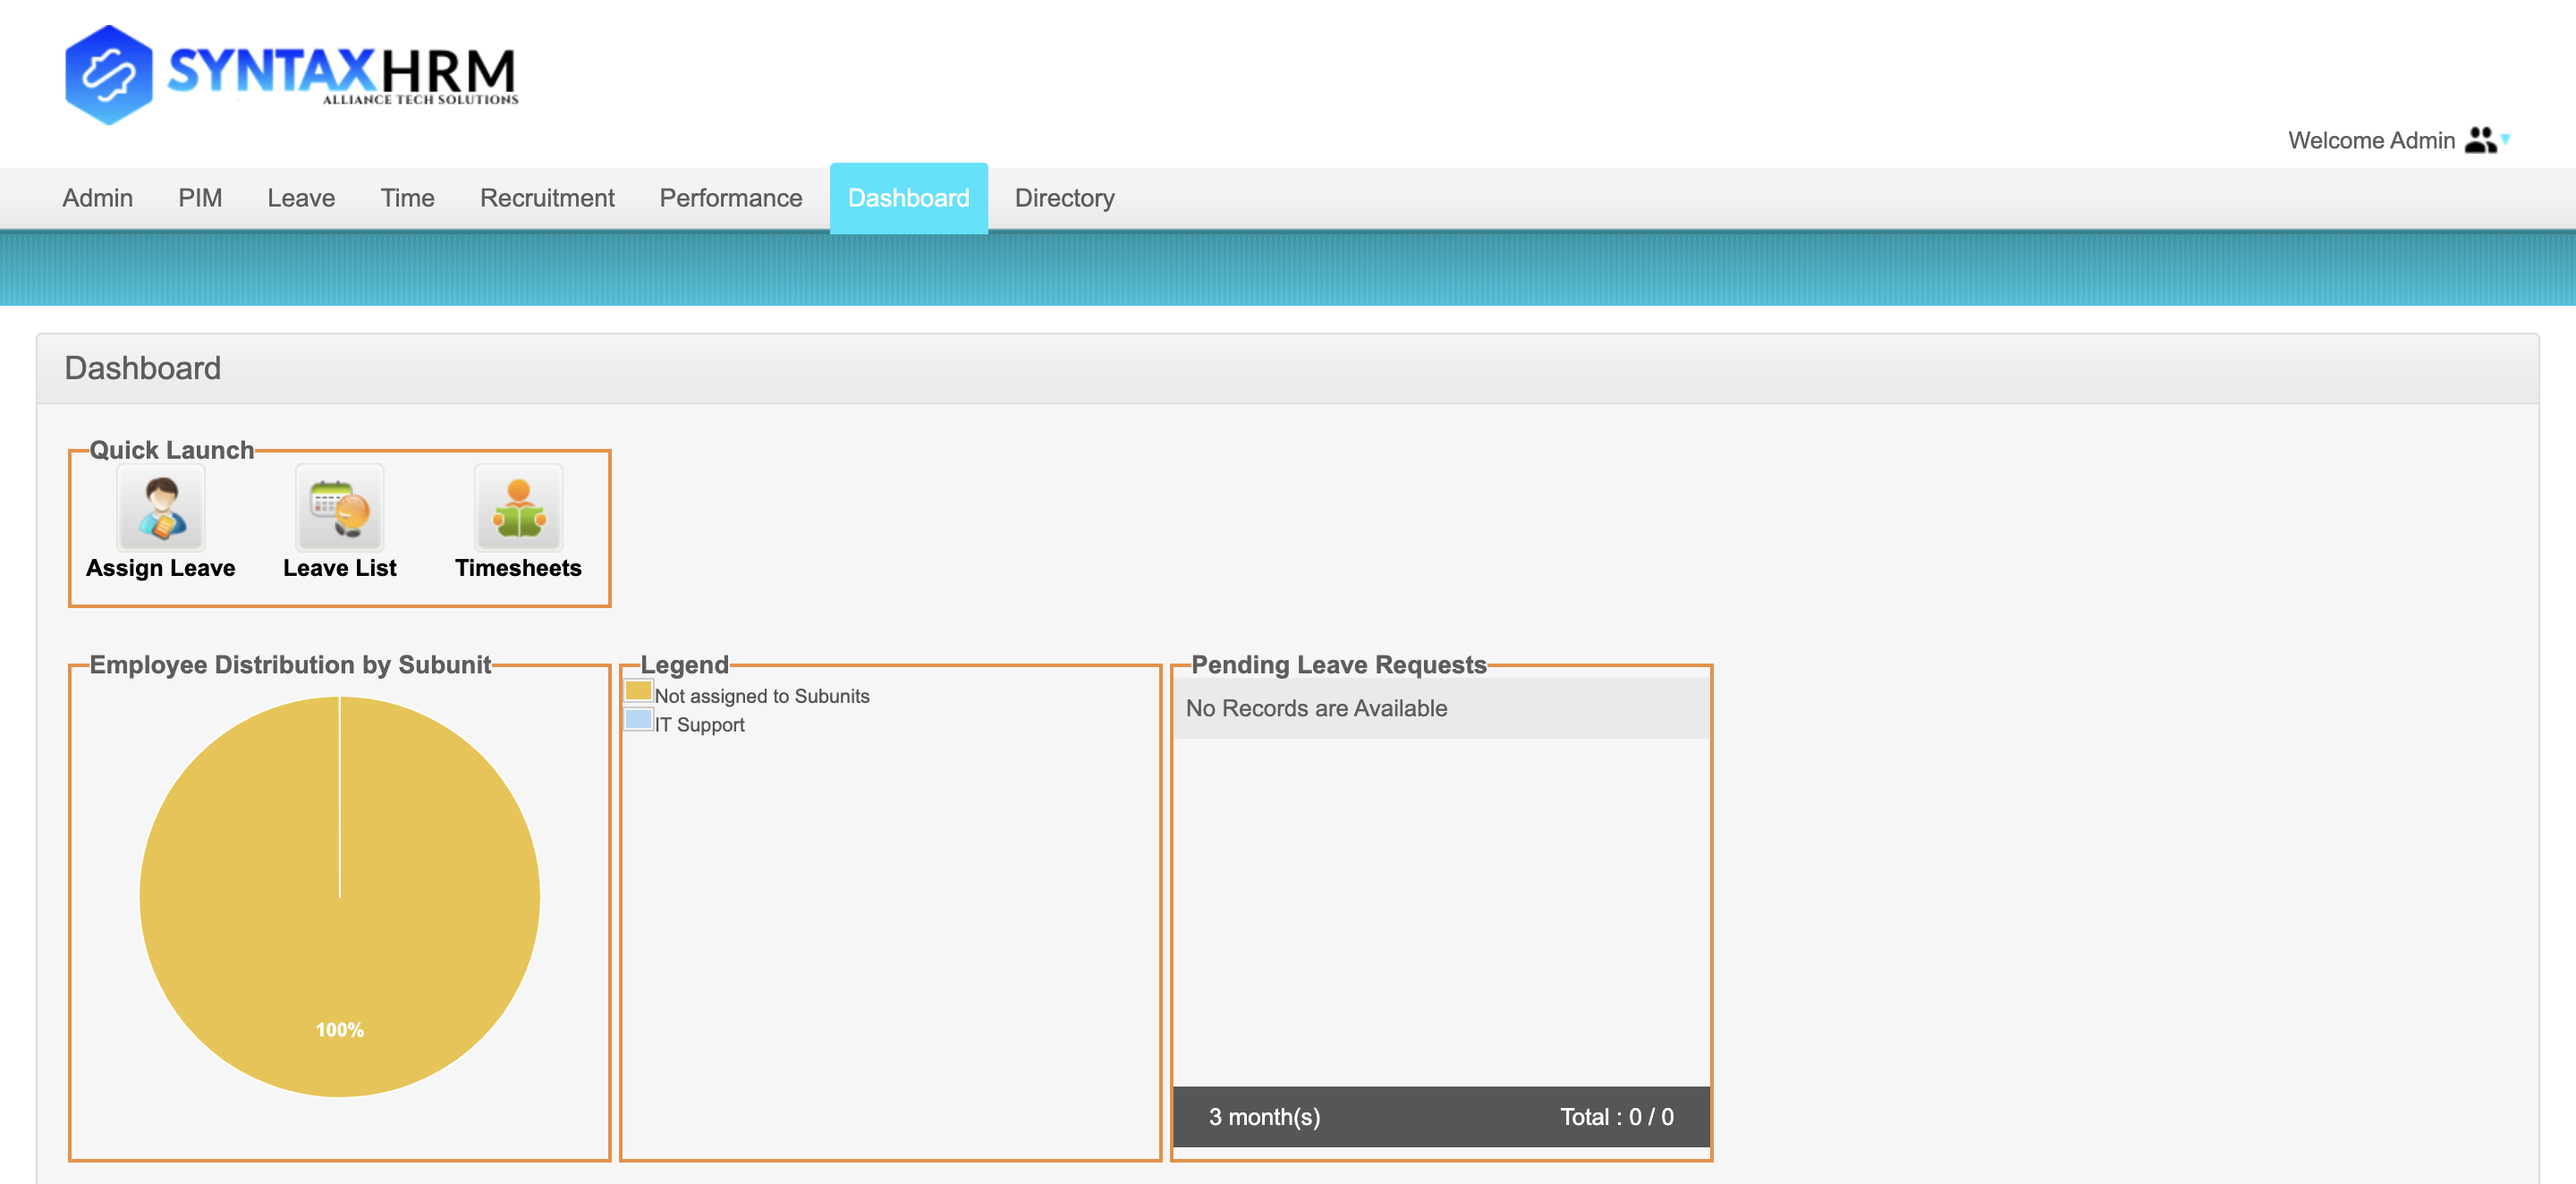 SYNTAXHRM
ALLIANCE TECH SOLUTIONS
Welcome Admin
Admin PIM Leave Time Recruitment Performance Dashboard Directory
Dashboard
Quick Launch
Assign Leave Leave List Timesheets
Employee Distribution by Subunit
100%
Legend
Not assigned to Subunits
IT Support
Pending Leave Requests
No Records are Available
3 month(s) Total : 0 / 0